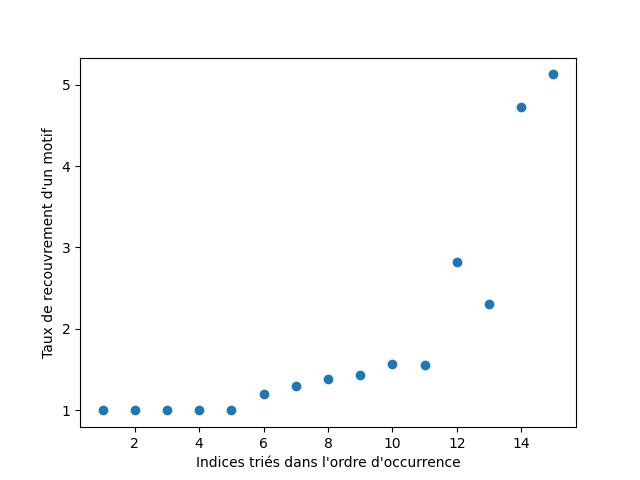 5
4
3
2
1
Taux de recouvrement d'un motif
2 4 6 8 10 12 14
Indices triés dans l'ordre d'occurrence